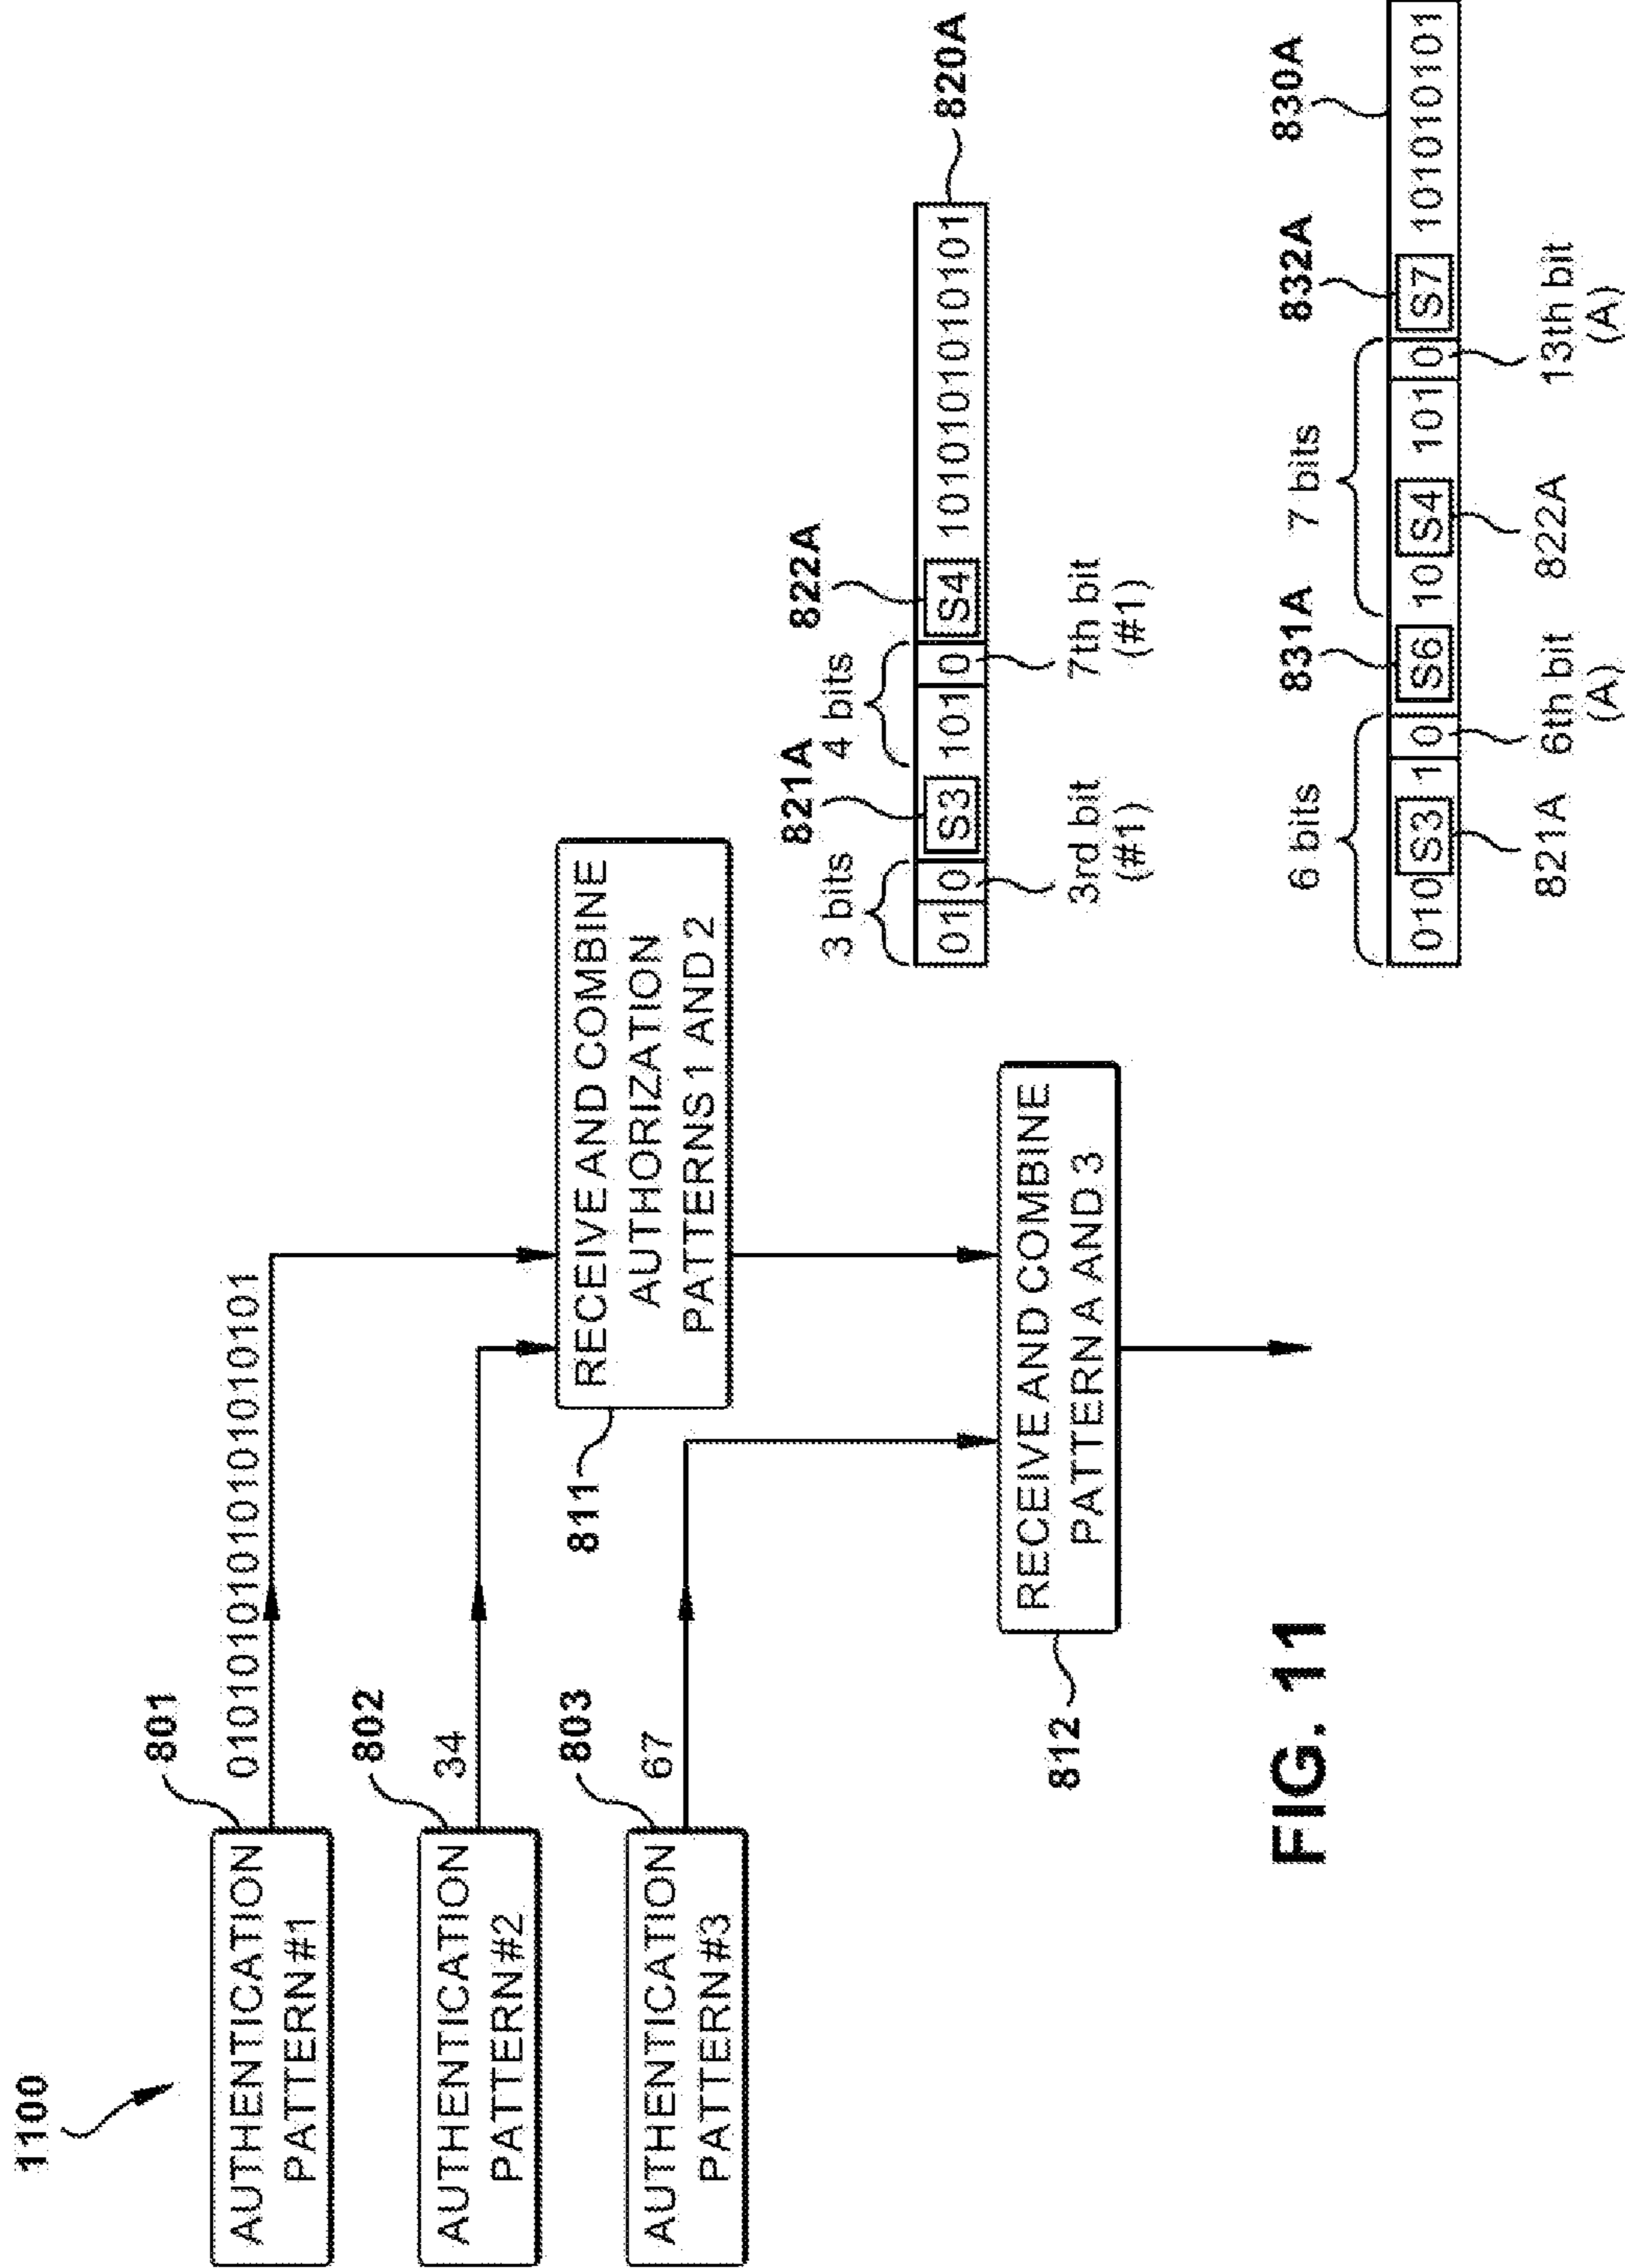 1100
AUTHENTICATION
PATTERN #1
801
01010101010101010101
AUTHENTICATION
PATTERN #2
802
34
AUTHENTICATION
PATTERN #3
803
67
811
RECEIVE AND COMBINE
AUTHORIZATION
PATTERNS 1 AND 2
812
RECEIVE AND COMBINE
PATTERN A AND 3
3 bits
821A
4 bits
822A
01 0 S3 101 0 S4 1010101010101
820A
3rd bit
(#1)
7th bit
(#1)
6 bits
831A
7 bits
832A
830A
010 S3 1 0 S6 10 S4 101 0 S7 101010101
821A
6th bit
(A)
822A
13th bit
(A)
FIG. 11